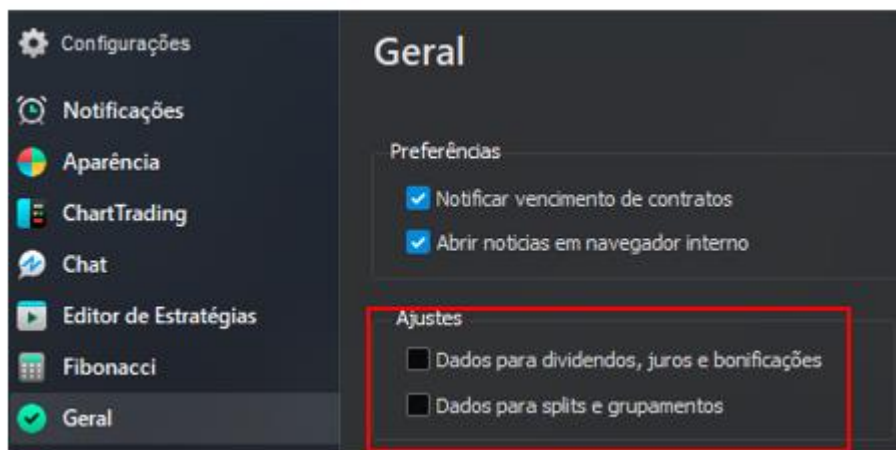 Configurações
Notificações
Aparência
ChartTrading
Chat
Editor de Estratégias
Fibonacci
Geral
Geral
Preferências
Notificar vencimento de contratos
Abrir noticias em navegador interno
Ajustes
Dados para dividendos, juros e bonificações
Dados para splits e grupamentos